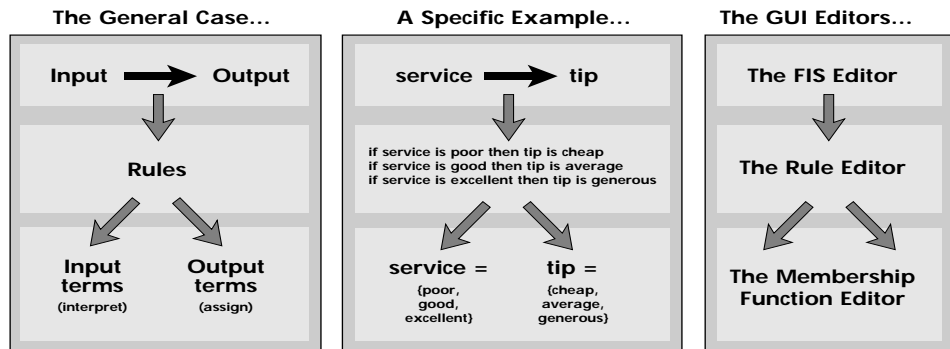 The General Case...
Input Output
Rules
Input
terms
(interpret)
Output
terms
(assign)
A Specific Example...
service tip
if service is poor then tip is cheap
if service is good then tip is average
if service is excellent then tip is generous
service =
{poor,
good,
excellent}
tip =
{cheap,
average,
generous}
The GUI Editors...
The FIS Editor
The Rule Editor
The Membership
Function Editor